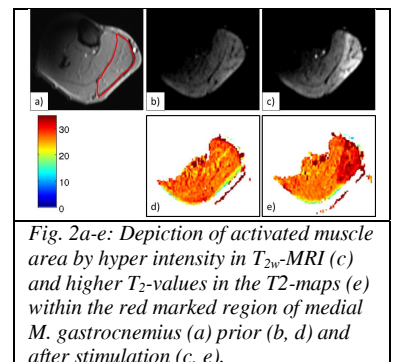 a)
b)
c)
30
20
10
0
d)
e)
Fig. 2a-e: Depiction of activated muscle
area by hyper intensity in T2w-MRI (c)
and higher T2-values in the T2-maps (e)
within the red marked region of medial
M. gastrocnemius (a) prior (b, d) and
after stimulation (c, e).